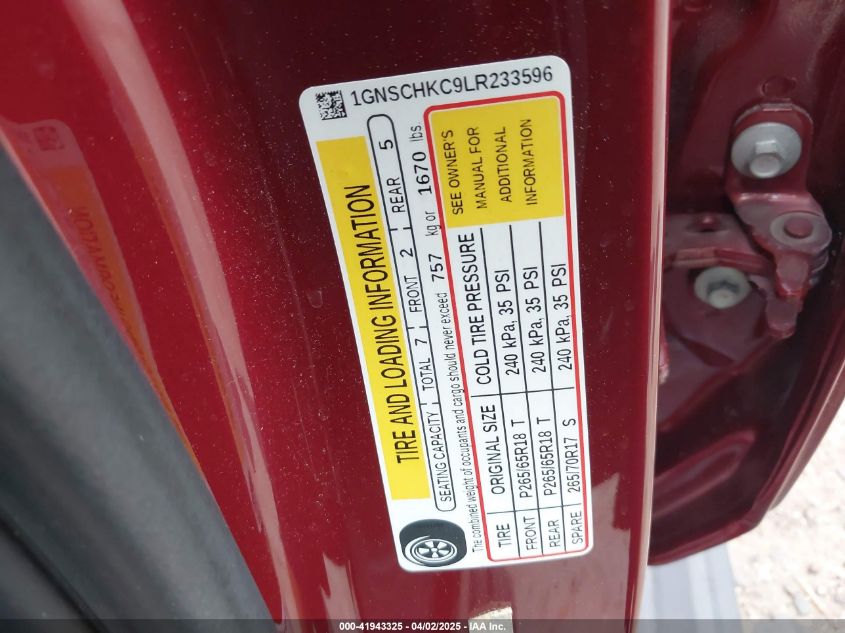 1GNSCHKC9LR233596
TIRE AND LOADING INFORMATION
SEATING CAPACITY TOTAL 7 FRONT 2 REAR 5
The combined weight of occupants and cargo should never exceed 757 kg or 1670 lbs
TIRE ORIGINAL SIZE COLD TIRE PRESSURE
FRONT P265/65R18 T 240 kPa, 35 PSI
REAR P265/65R18 T 240 kPa, 35 PSI
SPARE 265/70R17 S 240 kPa, 35 PSI
SEE OWNER'S
MANUAL FOR
ADDITIONAL
INFORMATION
000-41943325 - 04/02/2025 - IAA Inc.